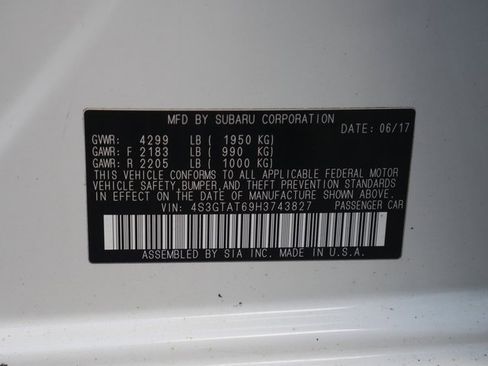 MFD BY SUBARU CORPORATION
DATE: 06/17
GVWR: 4299 LB ( 1950 KG)
GAWR: F 2183 LB ( 990 KG)
GAWR: R 2205 LB ( 1000 KG)
THIS VEHICLE CONFORMS TO ALL APPLICABLE FEDERAL MOTOR
VEHICLE SAFETY,BUMPER,AND THEFT PREVENTION STANDARDS
IN EFFECT ON THE DATE OF MANUFACTURE SHOWN ABOVE.
VIN: 4S3GTAT69H3743827
PASSENGER CAR
ASSEMBLED BY SIA INC. MADE IN U.S.A.